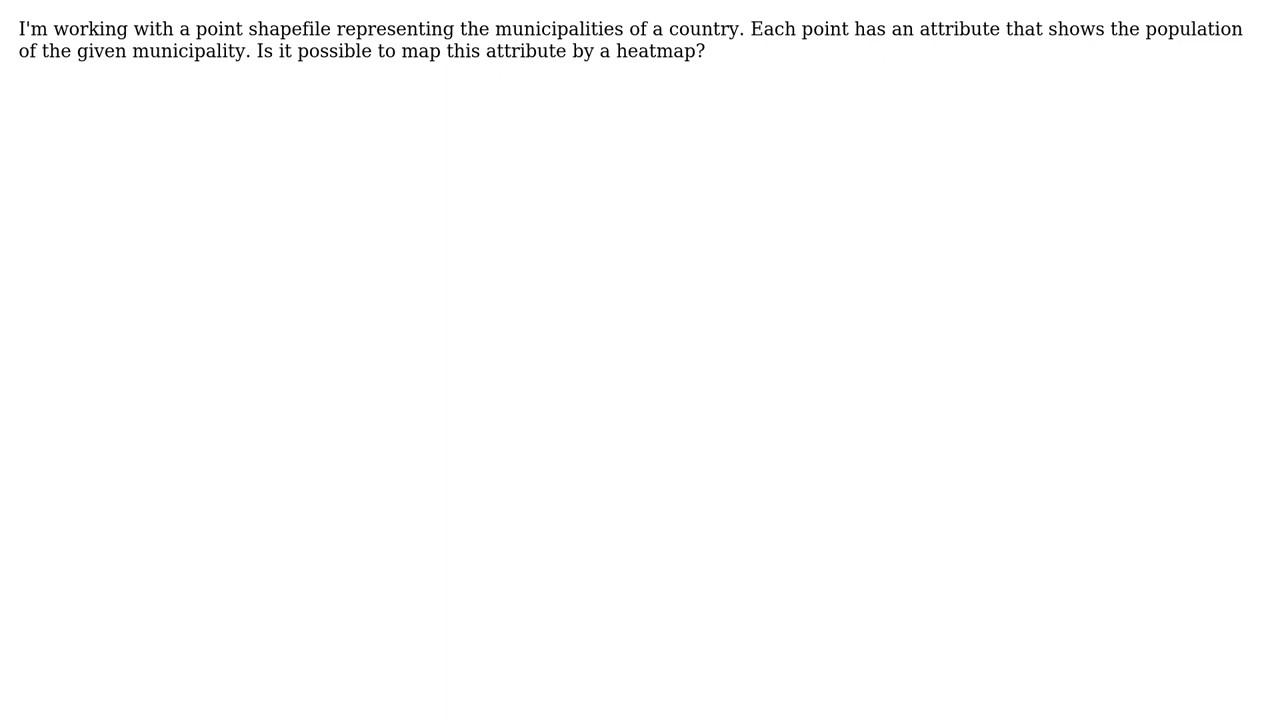 I'm working with a point shapefile representing the municipalities of a country. Each point has an attribute that shows the population
of the given municipality. Is it possible to map this attribute by a heatmap?